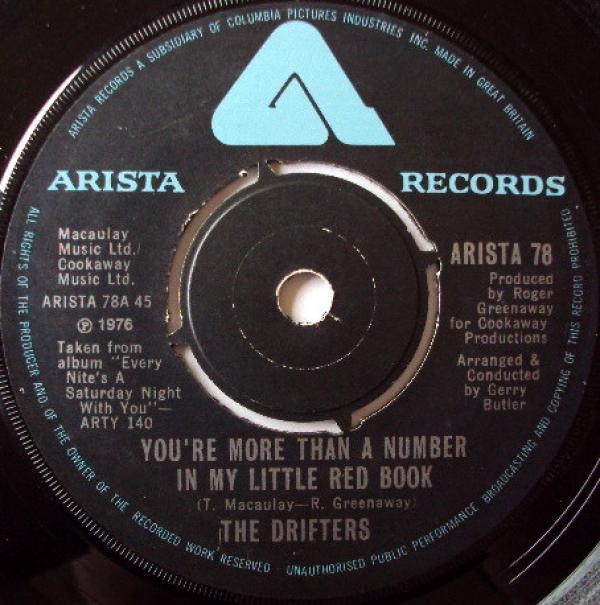 ARISTA RECORDS A SUBSIDIARY OF COLUMBIA PICTURES INDUSTRIES INC. MADE IN GREAT BRITAIN
ARISTA RECORDS
Macaulay
Music Ltd./
Cookaway
Music Ltd.
ARISTA 78A 45
℗ 1976
Taken from
album "Every
Nite's A
Saturday Night
With You"—
ARTY 140
ARISTA 78
Produced
by Roger
Greenaway
for Cookaway
Productions
Arranged &
Conducted
by Gerry
Butler
YOU'RE MORE THAN A NUMBER
IN MY LITTLE RED BOOK
(T. Macaulay—R. Greenaway)
THE DRIFTERS
ALL RIGHTS OF THE PRODUCER AND OF THE OWNER OF THE RECORDED WORK RESERVED UNAUTHORISED PUBLIC PERFORMANCE BROADCASTING AND COPYING OF THIS RECORD PROHIBITED